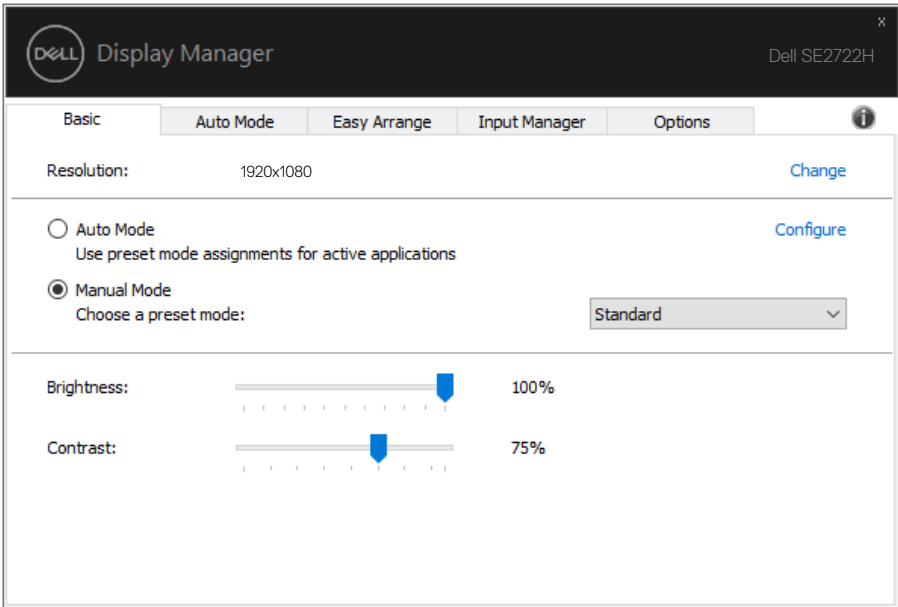 x
DELL Display Manager
Dell SE2722H
Basic Auto Mode Easy Arrange Input Manager Options i
Resolution: 1920x1080 Change
Auto Mode Configure
Use preset mode assignments for active applications
Manual Mode
Choose a preset mode: Standard
Brightness: 100%
Contrast: 75%